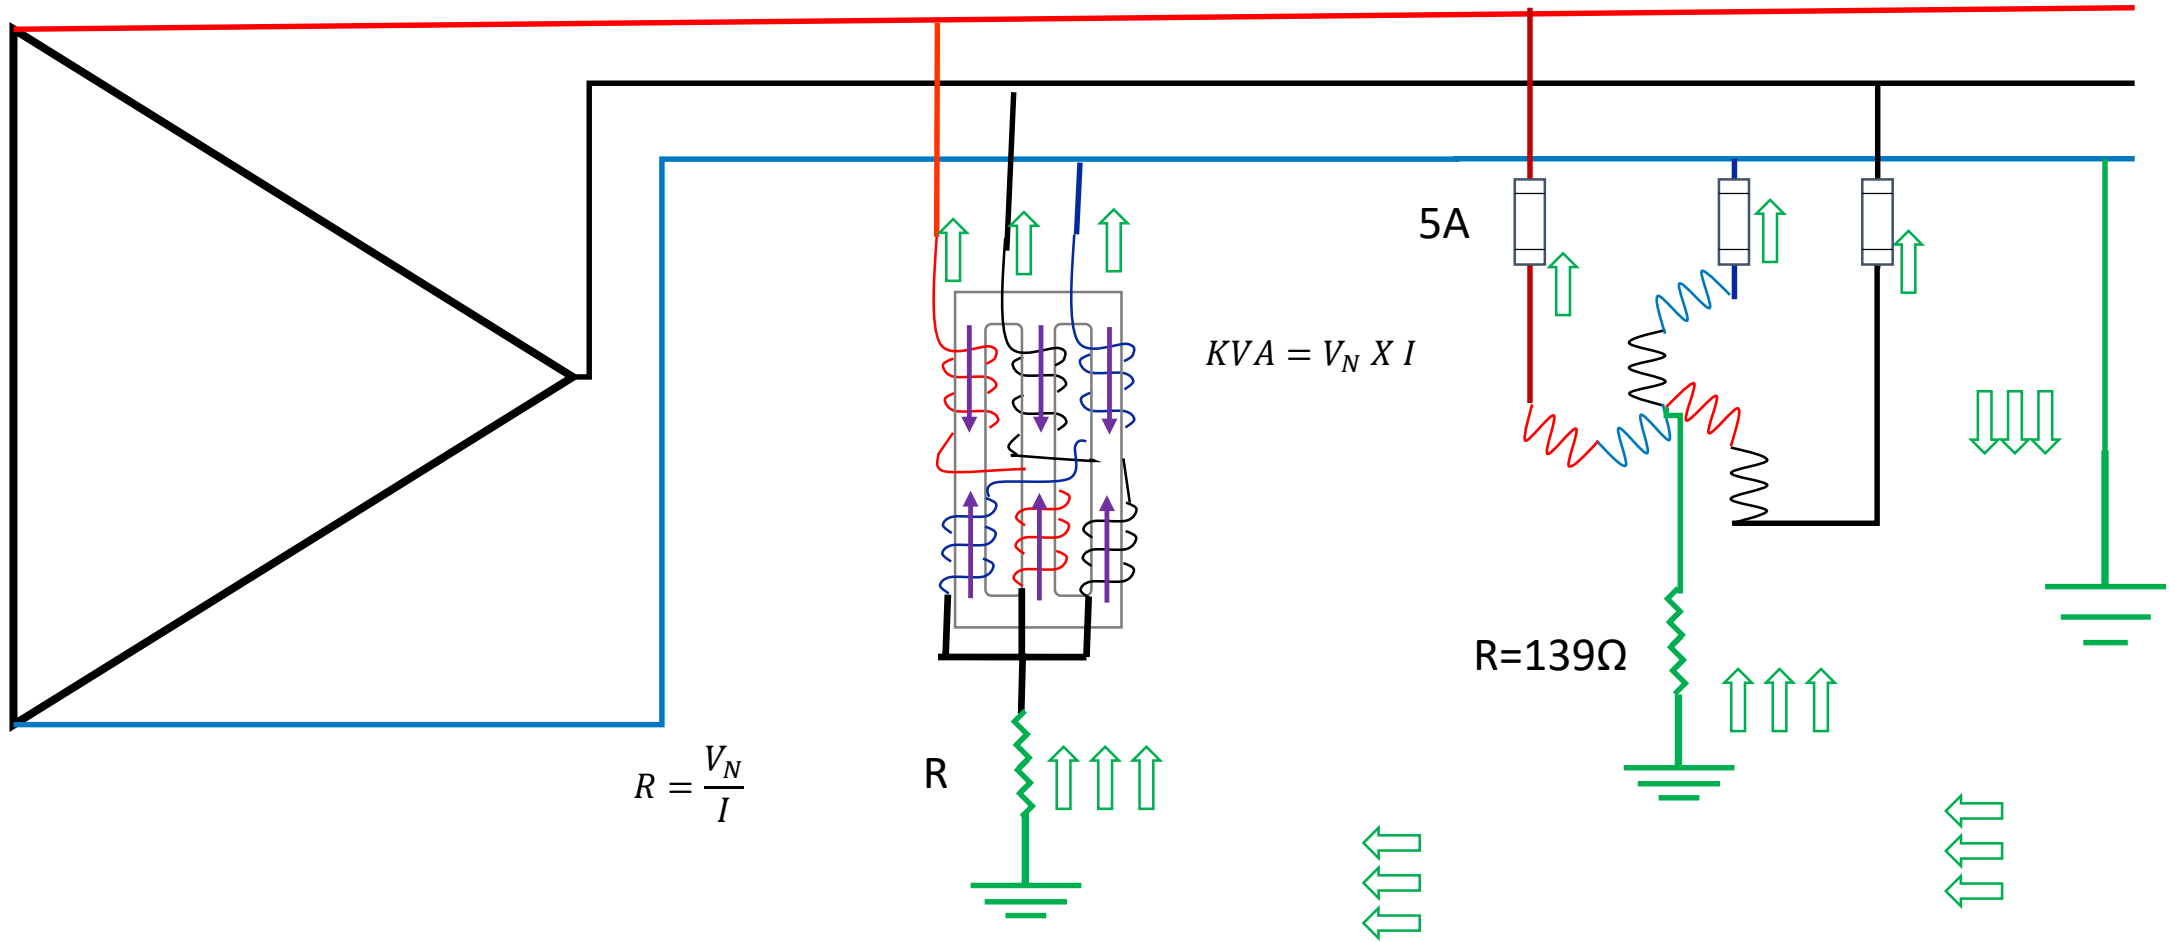 5A
KVA = V_N X I
R=139Ω
R = V_N / I
R